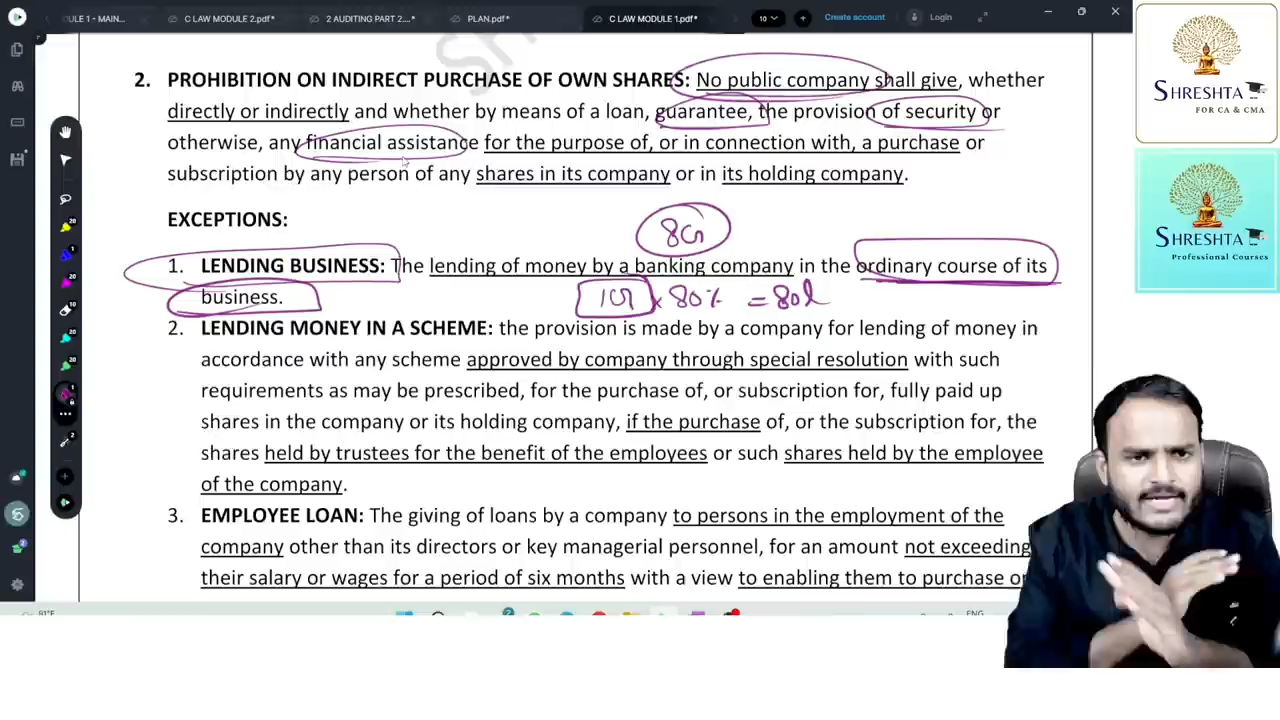 ULE 1 - MAIN...
C LAW MODULE 2.pdf*
2 AUDITING PART 2....*
PLAN.pdf*
C LAW MODULE 1.pdf*
10
Create account
Login
2. PROHIBITION ON INDIRECT PURCHASE OF OWN SHARES: No public company shall give, whether
directly or indirectly and whether by means of a loan, guarantee, the provision of security or
otherwise, any financial assistance for the purpose of, or in connection with, a purchase or
subscription by any person of any shares in its company or in its holding company.
EXCEPTIONS:
8Cr
1. LENDING BUSINESS: The lending of money by a banking company in the ordinary course of its
business.
1Cr × 80% = 80l
2. LENDING MONEY IN A SCHEME: the provision is made by a company for lending of money in
accordance with any scheme approved by company through special resolution with such
requirements as may be prescribed, for the purchase of, or subscription for, fully paid up
shares in the company or its holding company, if the purchase of, or the subscription for, the
shares held by trustees for the benefit of the employees or such shares held by the employee
of the company.
3. EMPLOYEE LOAN: The giving of loans by a company to persons in the employment of the
company other than its directors or key managerial personnel, for an amount not exceeding
their salary or wages for a period of six months with a view to enabling them to purchase or
ENG
SHRESHTA
FOR CA & CMA
SHRESHTA
Professional Courses